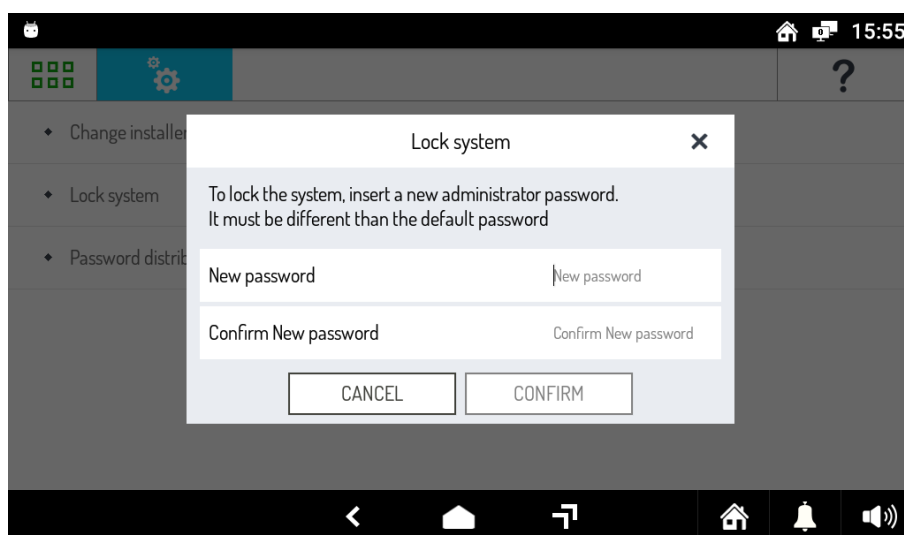 15:55
?
Change installer
Lock system
Password distrib
Lock system
To lock the system, insert a new administrator password.
It must be different than the default password
New password
New password
Confirm New password
Confirm New password
CANCEL
CONFIRM